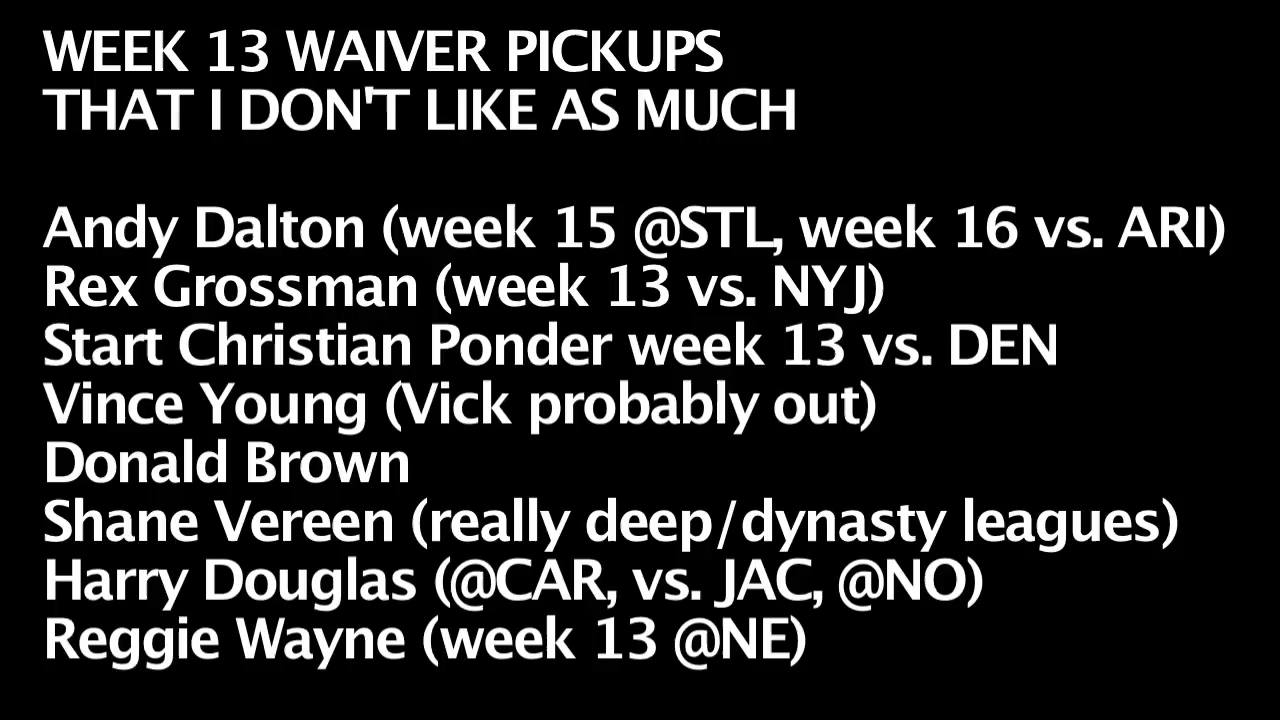 WEEK 13 WAIVER PICKUPS
THAT I DON'T LIKE AS MUCH
Andy Dalton (week 15 @STL, week 16 vs. ARI)
Rex Grossman (week 13 vs. NYJ)
Start Christian Ponder week 13 vs. DEN
Vince Young (Vick probably out)
Donald Brown
Shane Vereen (really deep/dynasty leagues)
Harry Douglas (@CAR, vs. JAC, @NO)
Reggie Wayne (week 13 @NE)